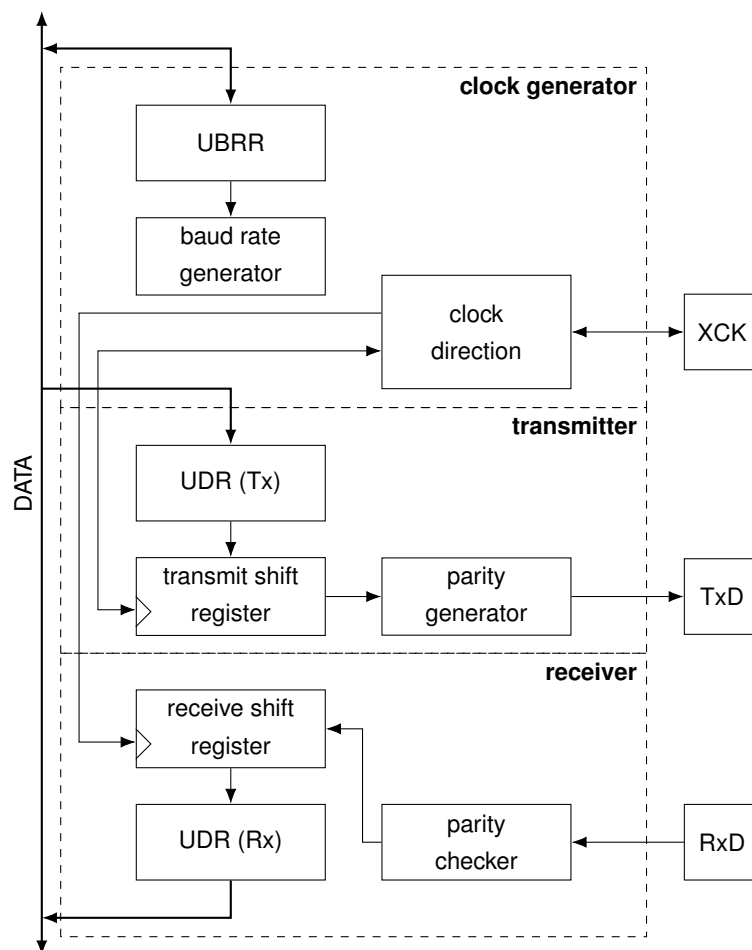 clock generator
UBRR
baud rate
generator
clock
direction
XCK
transmitter
DATA
UDR (Tx)
transmit shift
register
parity
generator
TxD
receiver
receive shift
register
UDR (Rx)
parity
checker
RxD